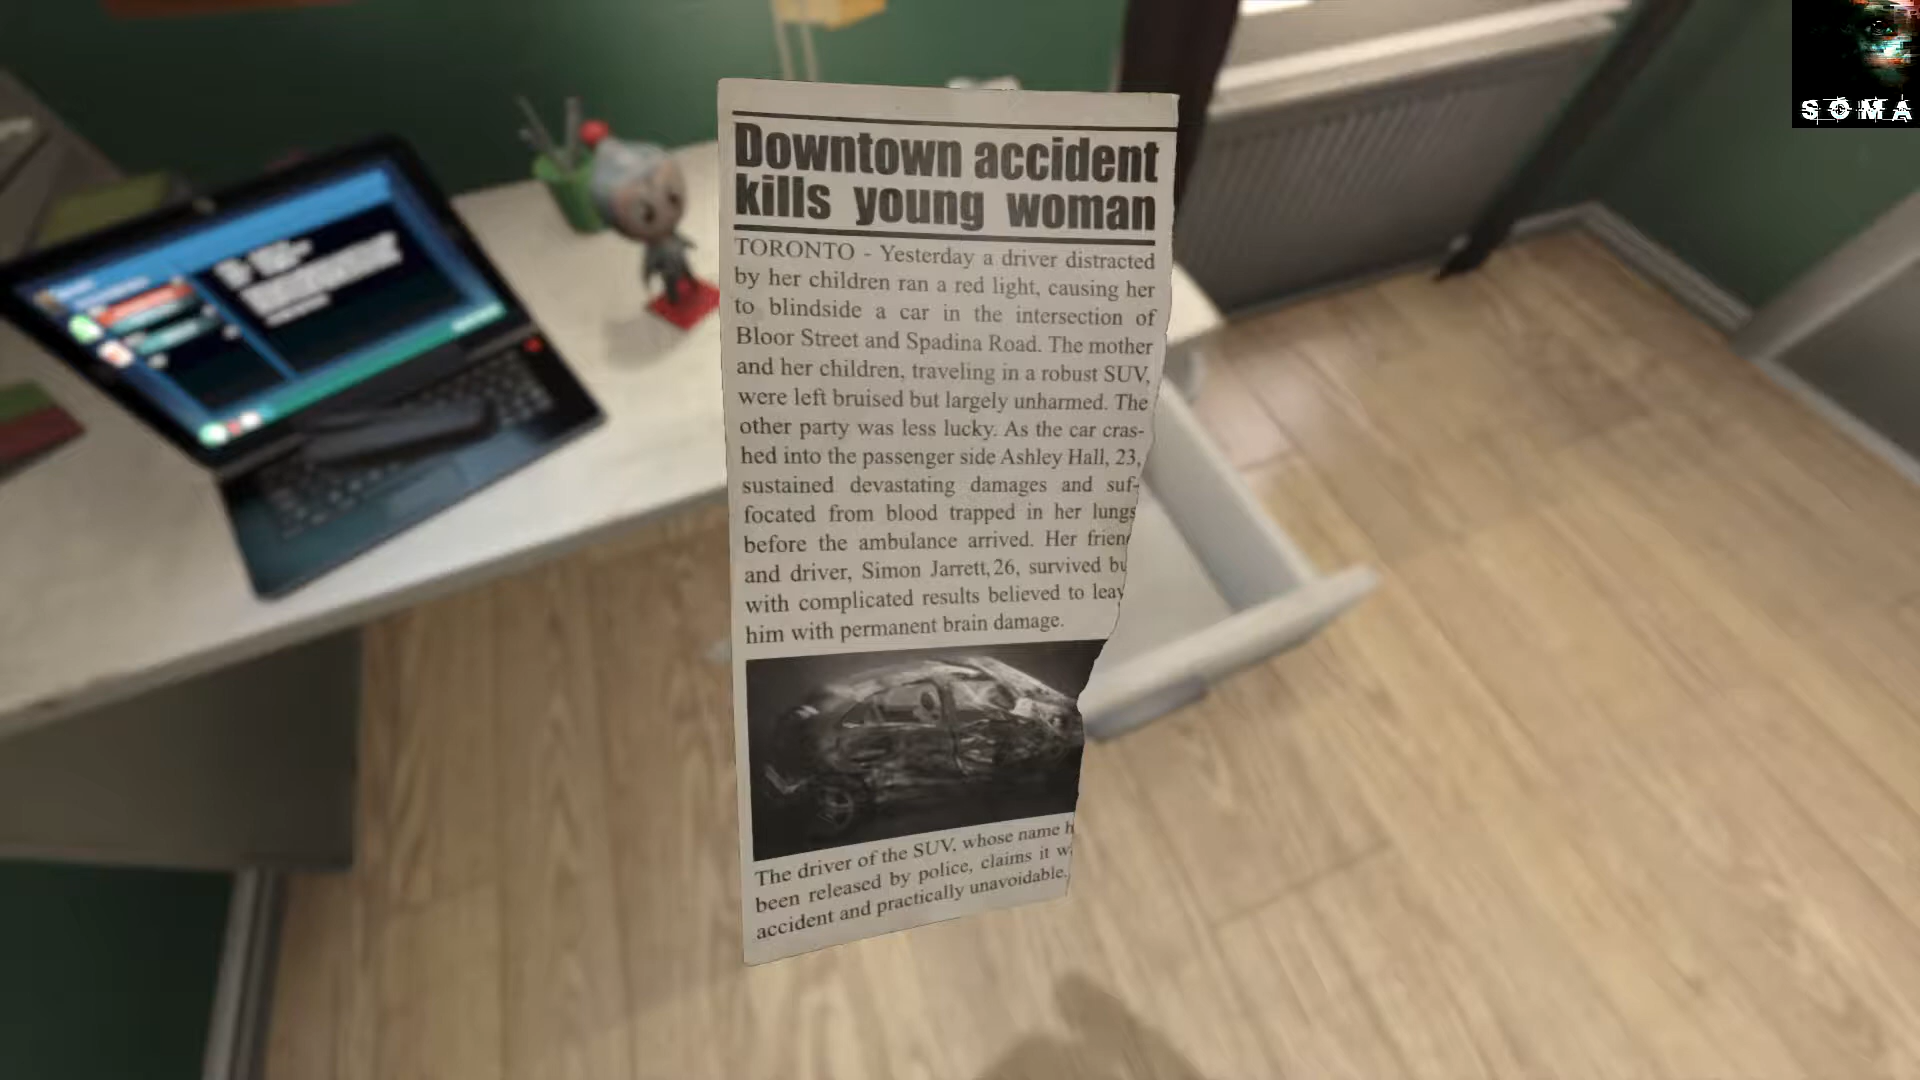 SOMA
Downtown accident
kills young woman
TORONTO - Yesterday a driver distracted
by her children ran a red light, causing her
to blindside a car in the intersection of
Bloor Street and Spadina Road. The mother
and her children, traveling in a robust SUV,
were left bruised but largely unharmed. The
other party was less lucky. As the car cras-
hed into the passenger side Ashley Hall, 23,
sustained devastating damages and suf-
focated from blood trapped in her lungs
before the ambulance arrived. Her
and driver, Simon Jarrett, 26, survived
with complicated results believed to
him with permanent brain damage.
The driver of the SUV, whose name
been released by police, claims it
accident and practically unavoidable.